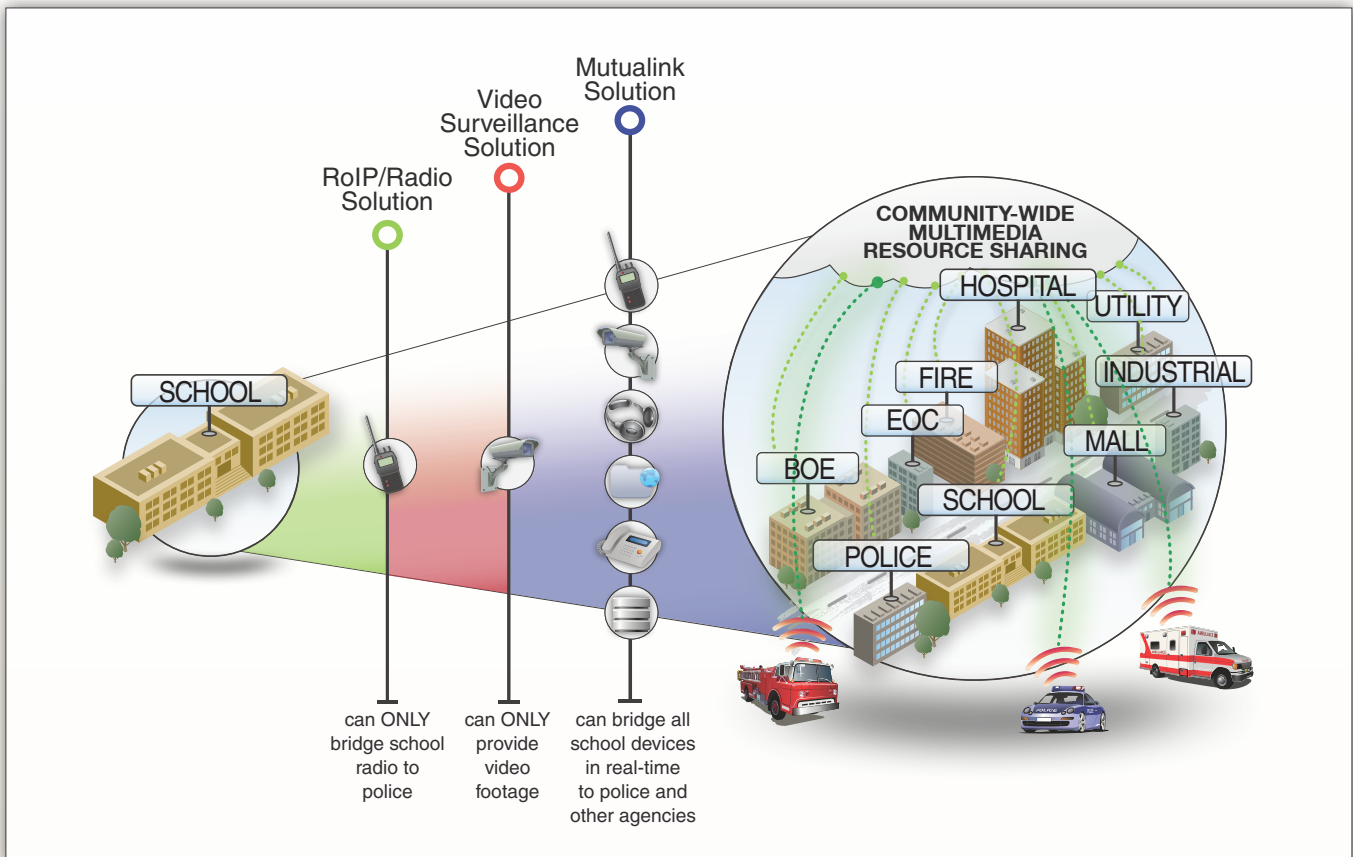 Mutualink
Solution
Video
Surveillance
Solution
RoIP/Radio
Solution
COMMUNITY-WIDE
MULTIMEDIA
RESOURCE SHARING
HOSPITAL
UTILITY
SCHOOL
FIRE
INDUSTRIAL
EOC
MALL
BOE
SCHOOL
POLICE
AMBULANCE
POLICE
can ONLY
bridge school
radio to
police
can ONLY
provide
video
footage
can bridge all
school devices
in real-time
to police and
other agencies